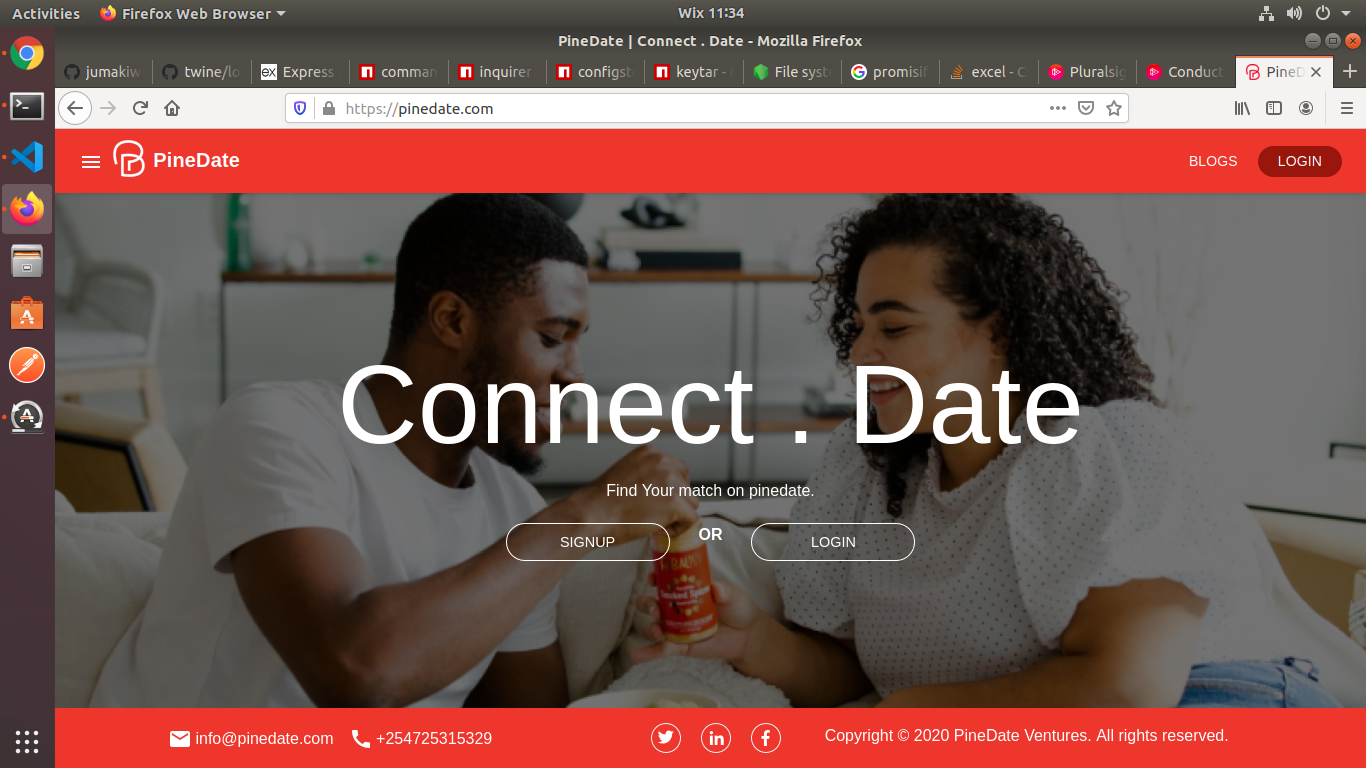 Activities
Firefox Web Browser
Wix 11:34
PineDate | Connect . Date - Mozilla Firefox
jumakiw
twine/lo
Express
comman
inquirer
configst
keytar -
File syst
promisif
excel - C
Pluralsig
Conduct
PineD
https://pinedate.com
PineDate
BLOGS
LOGIN
Connect . Date
Find Your match on pinedate.
SIGNUP
OR
LOGIN
info@pinedate.com
+254725315329
Copyright © 2020 PineDate Ventures. All rights reserved.